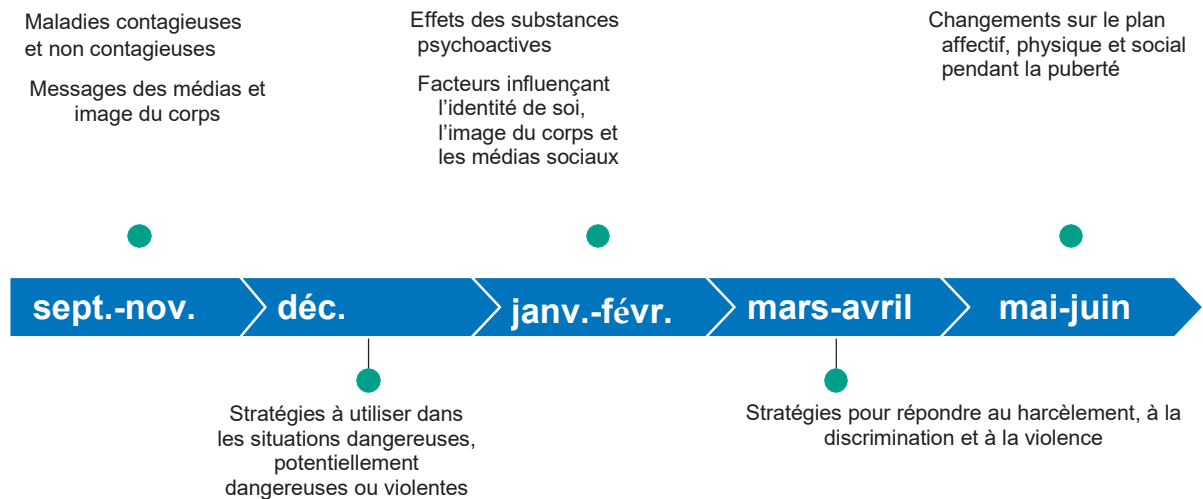 Maladies contagieuses
et non contagieuses
Messages des médias et
image du corps
Effets des substances
psychoactives
Facteurs influençant
l’identité de soi,
l’image du corps et
les médias sociaux
Changements sur le plan
affectif, physique et social
pendant la puberté
sept.-nov.
déc.
janv.-févr.
mars-avril
mai-juin
Stratégies à utiliser dans
les situations dangereuses,
potentiellement
dangereuses ou violentes
Stratégies pour répondre au harcèlement, à la
discrimination et à la violence